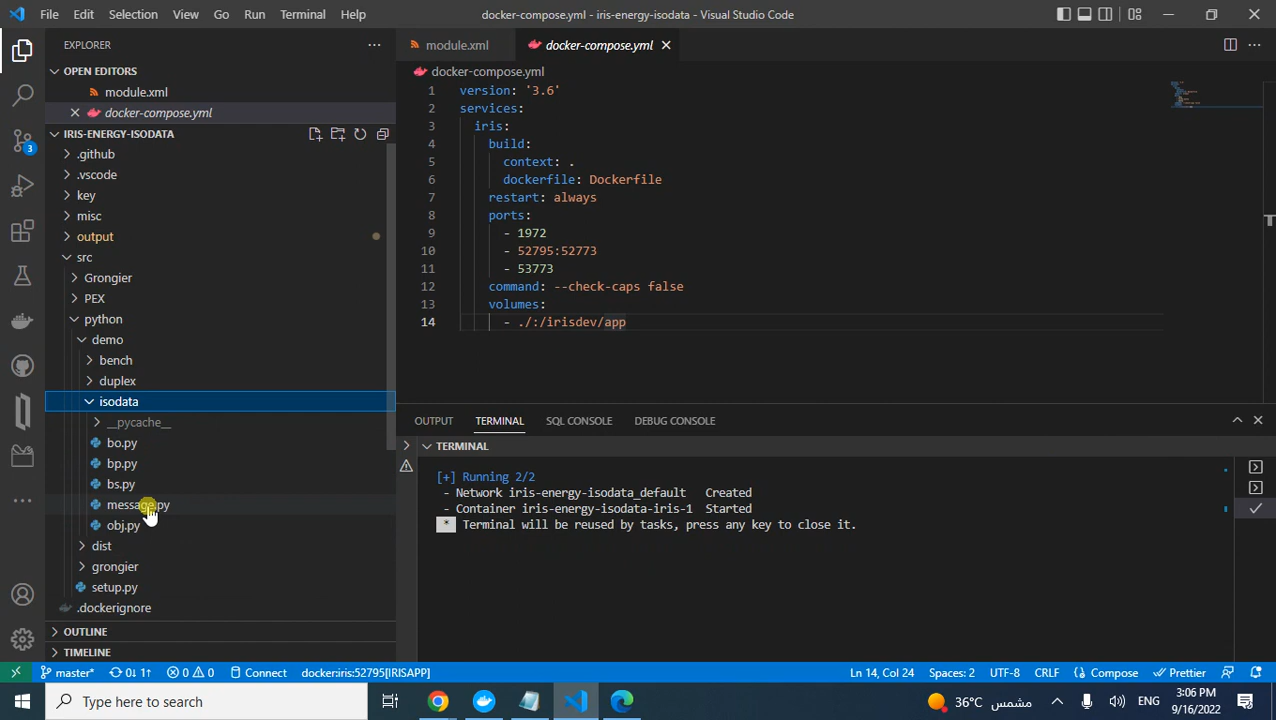 File Edit Selection View Go Run Terminal Help
docker-compose.yml - iris-energy-isodata - Visual Studio Code
EXPLORER
OPEN EDITORS
module.xml
docker-compose.yml
IRIS-ENERGY-ISODATA
.github
.vscode
key
misc
output
src
Grongier
PEX
python
demo
bench
duplex
isodata
__pycache__
bo.py
bp.py
bs.py
message.py
obj.py
dist
grongier
setup.py
.dockerignore
OUTLINE
TIMELINE
3
module.xml
docker-compose.yml
docker-compose.yml
1 version: '3.6'
2 services:
3 iris:
4 build:
5 context: .
6 dockerfile: Dockerfile
7 restart: always
8 ports:
9 - 1972
10 - 52795:52773
11 - 53773
12 command: --check-caps false
13 volumes:
14 - ./:/irisdev/app
OUTPUT TERMINAL SQL CONSOLE DEBUG CONSOLE
TERMINAL
[+] Running 2/2
- Network iris-energy-isodata_default Created
- Container iris-energy-isodata-iris-1 Started
* Terminal will be reused by tasks, press any key to close it.
master* 0↓ 1↑ 0 0 Connect docker:iris:52795[IRISAPP]
Ln 14, Col 24 Spaces: 2 UTF-8 CRLF Compose Prettier
Type here to search
36°C مشمس
ENG
3:06 PM
9/16/2022